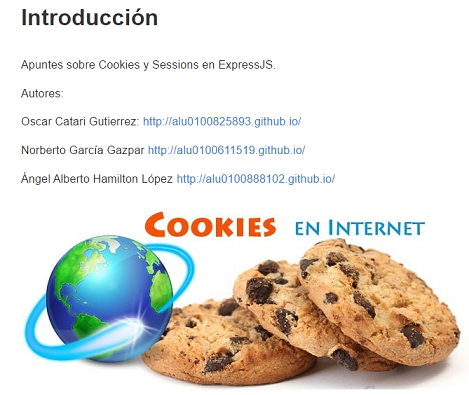 Introducción
Apuntes sobre Cookies y Sessions en ExpressJS.
Autores:
Oscar Catari Gutierrez: http://alu0100825893.github.io/
Norberto García Gazpar http://alu0100611519.github.io/
Ángel Alberto Hamilton López http://alu0100888102.github.io/
COOKIES EN INTERNET